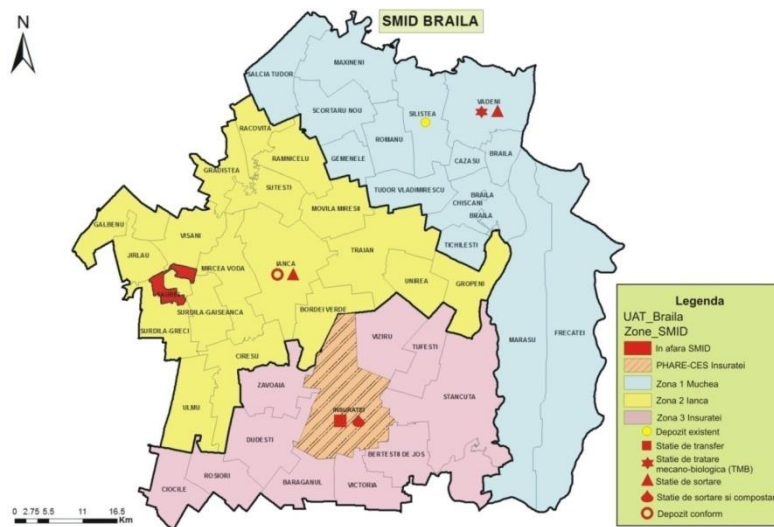 SMID BRAILA
N
MAXINENI
SALCIA TUDOR
VADENI
SCORTARU NOU
SILISTEA
RACOVITA
ROMANU
GEMENELE
RAMNICELU
CAZASU
BRAILA
GRADISTEA
SUTESTI
TUDOR VLADIMIRESCU
BRAILA
CHISCANI
MOVILA MIRESII
BRAILA
GALBENU
VISANI
TICHILESTI
JIRLAU
TRAIAN
IANCA
MIRCEA VODA
UNIREA
GROPENI
SURDILA-GAISEANCA
BORDEI VERDE
SURDILA-GRECI
VIZIRU
MARASU
FRECATEI
TUFESTI
CIRESU
ZAVOAIA
STANCUTA
ULMU
INSURATEI
DUDESTI
BERTESTI DE JOS
CIOCILE
ROSIORI
BARAGANUL
VICTORIA
0 2.75 5.5 11 16.5
Km
Legenda
UAT_Braila
Zone_SMID
In afara SMID
PHARE-CES Insuratei
Zona 1 Muchea
Zona 2 Ianca
Zona 3 Insuratei
Depozit existent
Statie de transfer
Statie de tratare
mecano-biologica (TMB)
Statie de sortare
Statie de sortare si compostar
Depozit conform